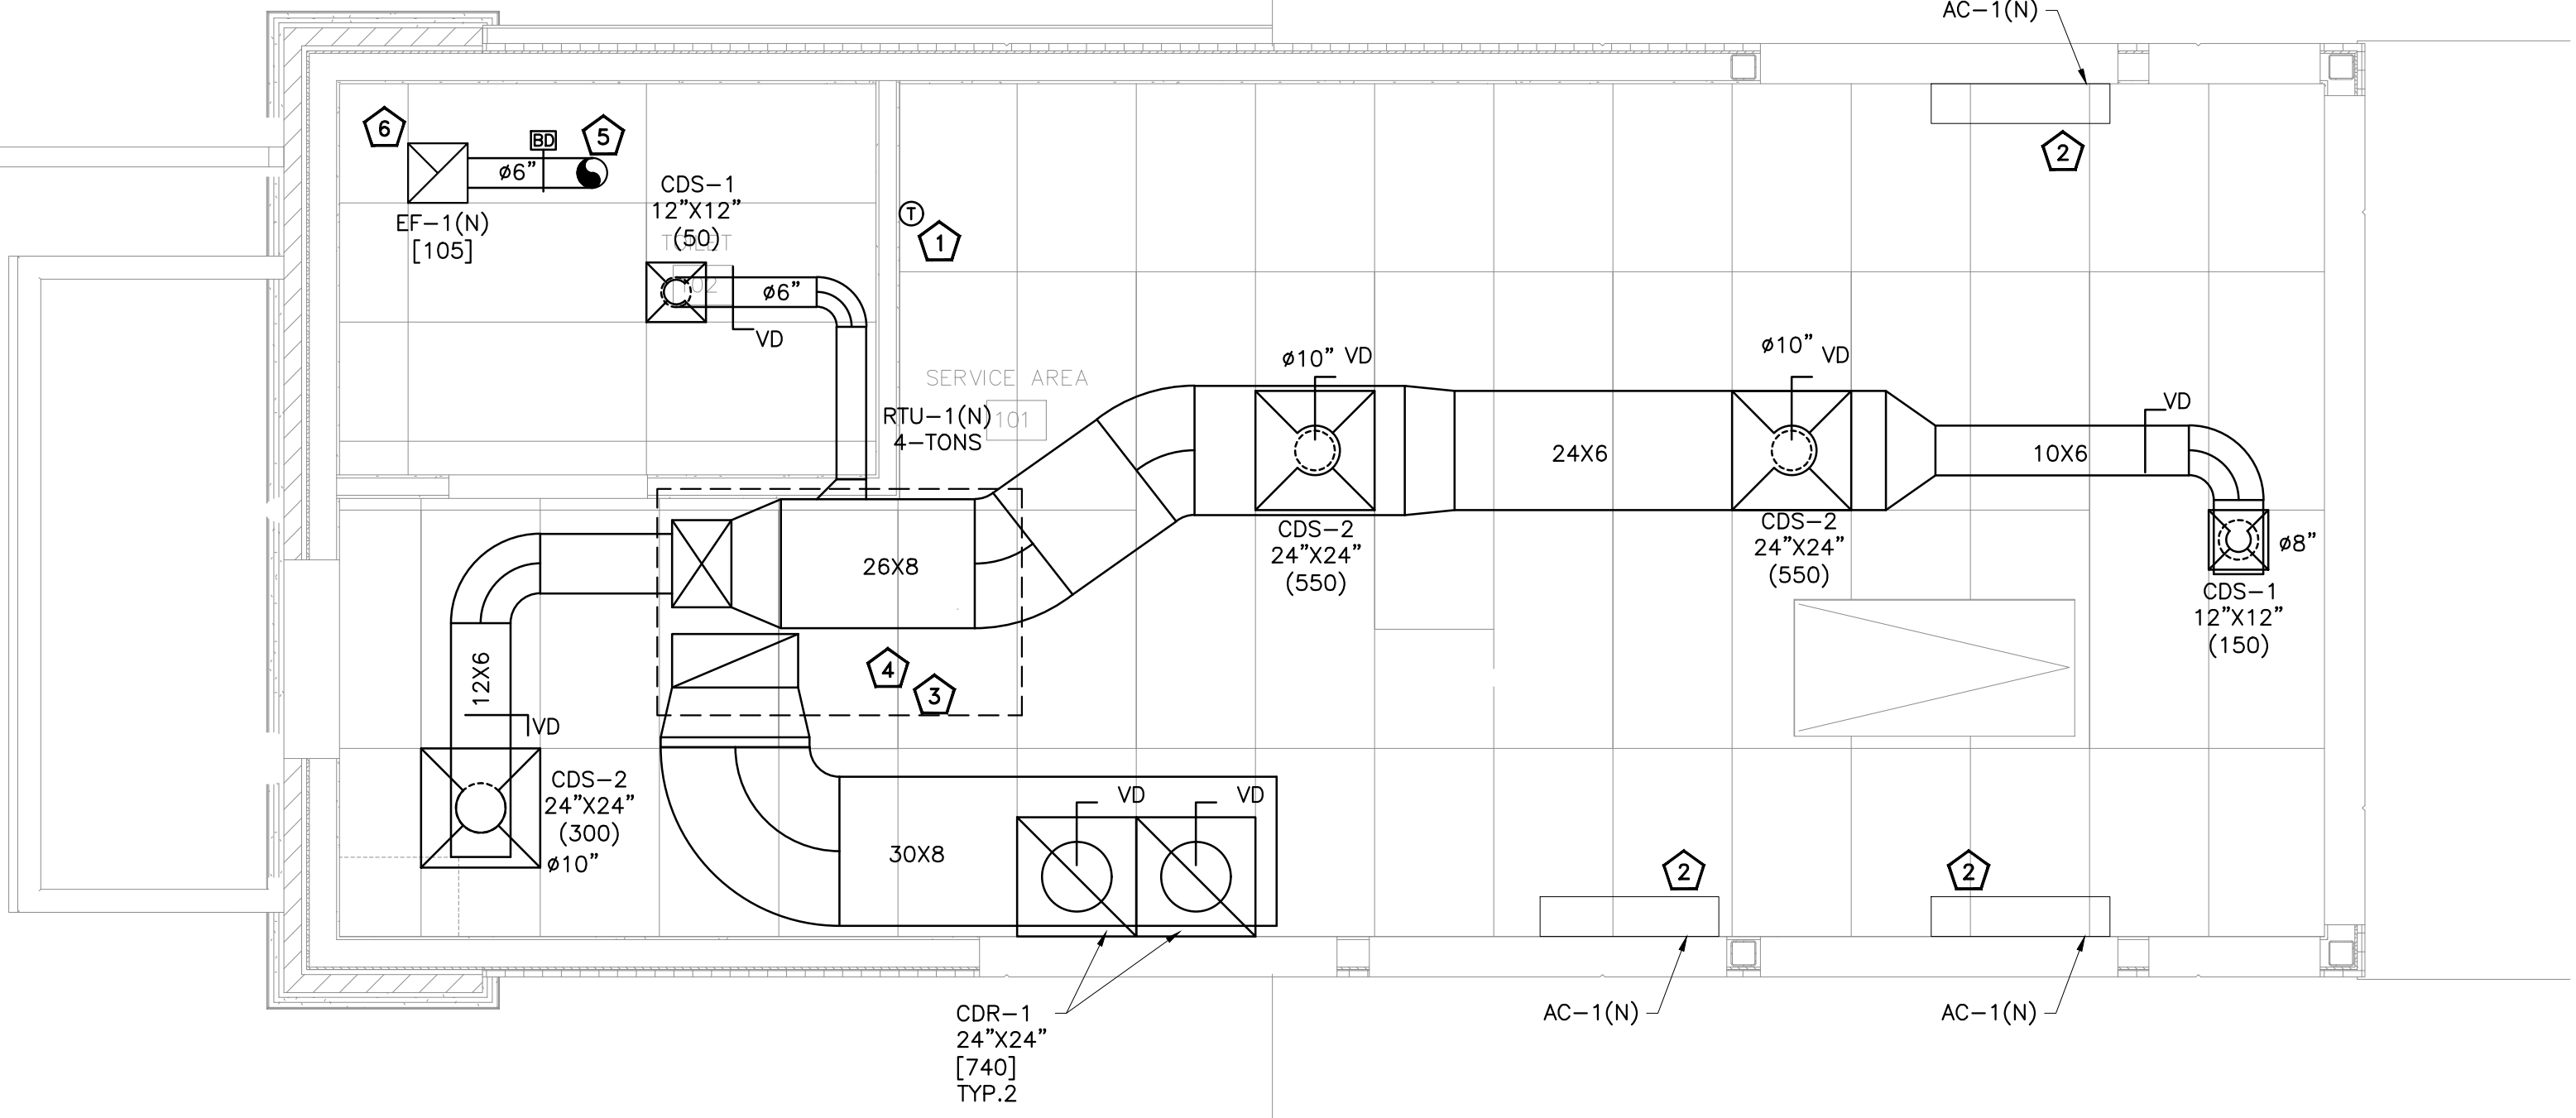 AC-1(N)
6
BD
5
ø6"
EF-1(N)
[105]
CDS-1
12"X12"
(50)
TOILET
102
ø6"
VD
T
1
2
SERVICE AREA
101
RTU-1(N)
4-TONS
ø10" VD
ø10" VD
VD
24X6
10X6
26X8
CDS-2
24"X24"
(550)
CDS-2
24"X24"
(550)
ø8"
CDS-1
12"X12"
(150)
12X6
4
3
VD
CDS-2
24"X24"
(300)
ø10"
VD
VD
30X8
2
2
CDR-1
24"X24"
[740]
TYP.2
AC-1(N)
AC-1(N)